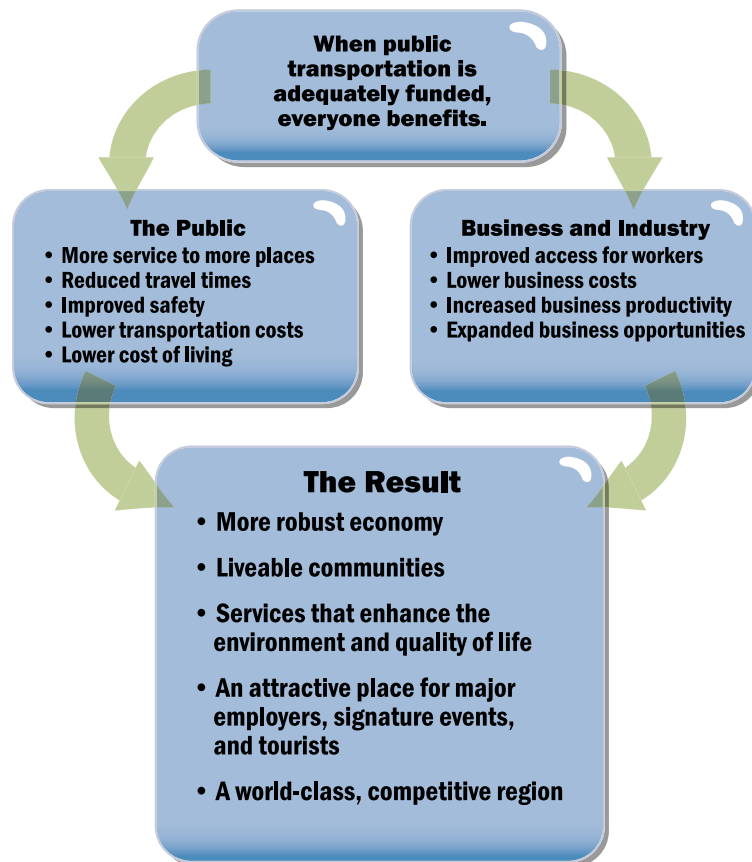 When public
transportation is
adequately funded,
everyone benefits.
The Public
• More service to more places
• Reduced travel times
• Improved safety
• Lower transportation costs
• Lower cost of living
Business and Industry
• Improved access for workers
• Lower business costs
• Increased business productivity
• Expanded business opportunities
The Result
• More robust economy
• Liveable communities
• Services that enhance the
environment and quality of life
• An attractive place for major
employers, signature events,
and tourists
• A world-class, competitive region